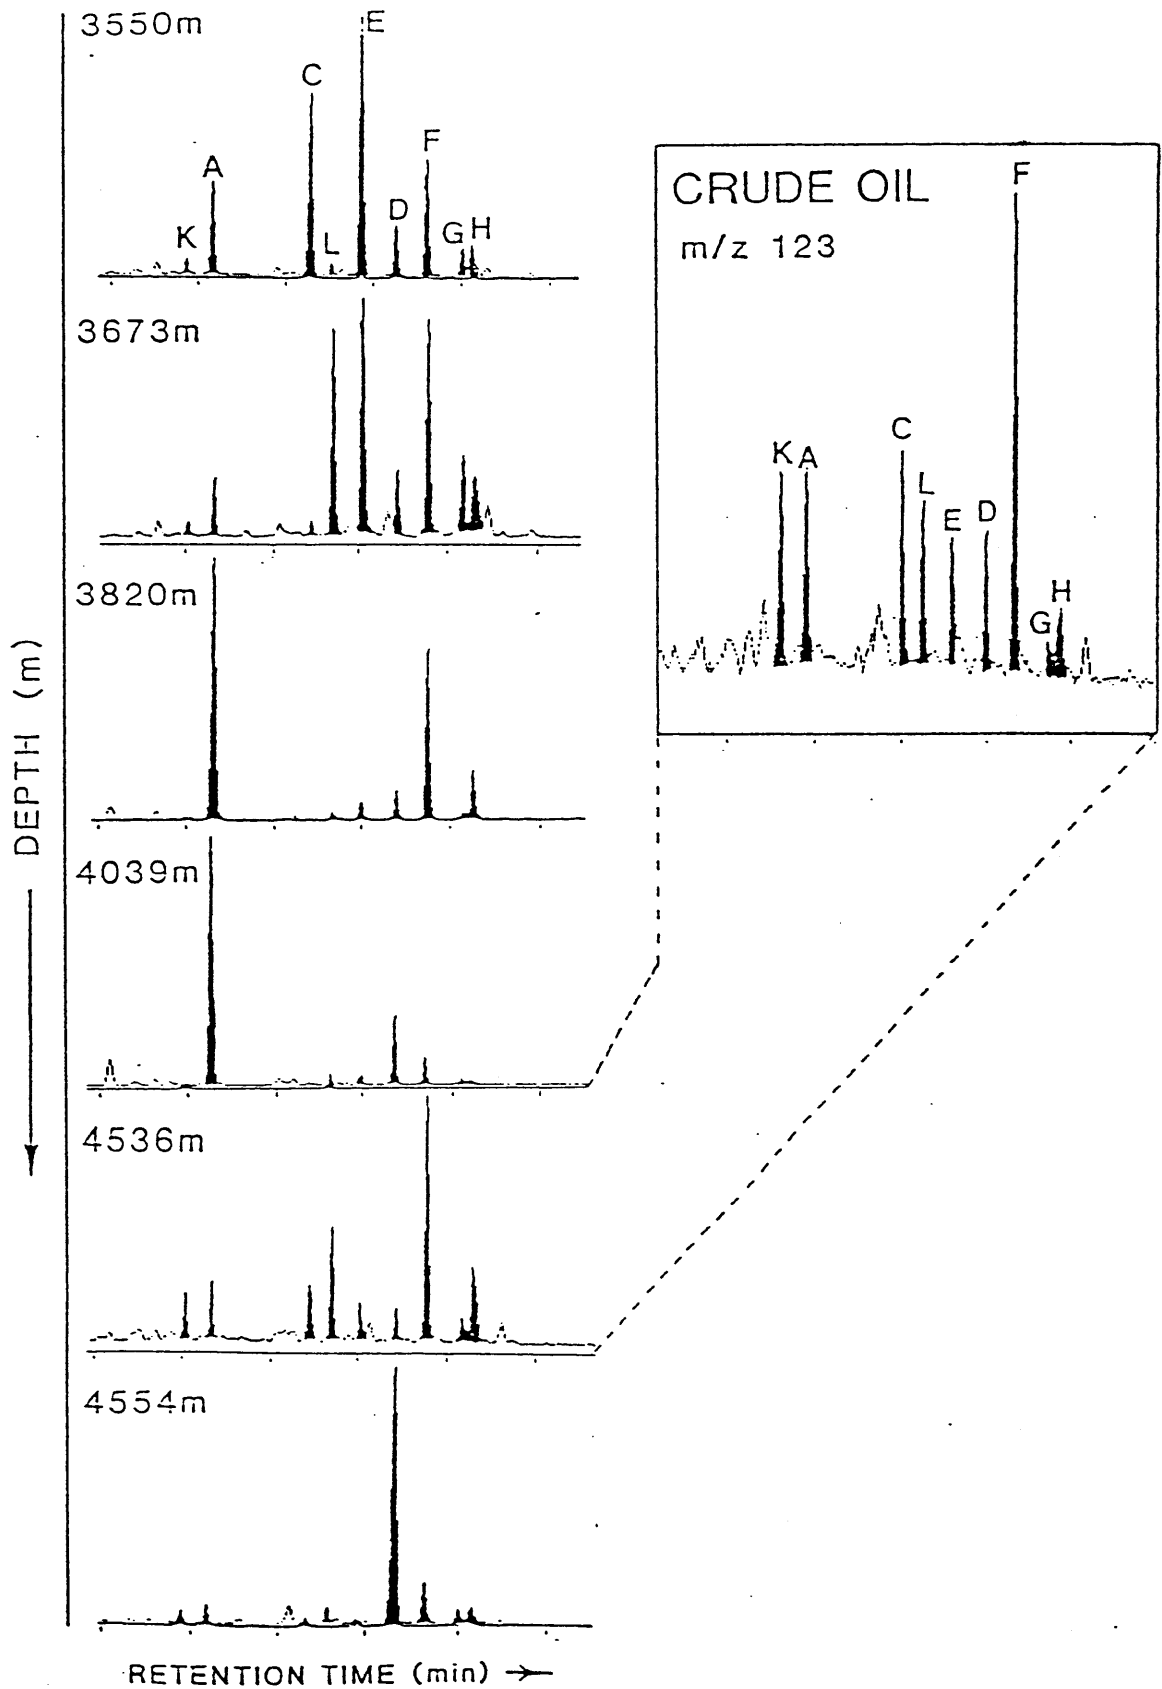 3550m
E
C
A
F
K
L
D
G H
3673m
3820m
4039m
4536m
4554m
DEPTH (m)
RETENTION TIME (min)
CRUDE OIL
m/z 123
F
C
K A
L
E D
H
G